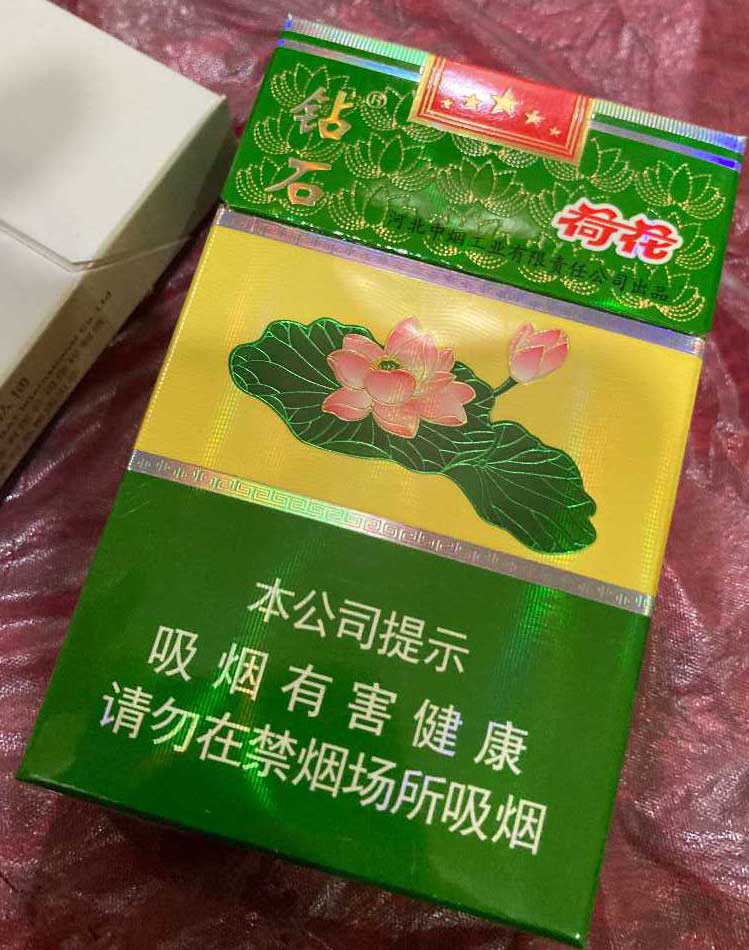 钻石®
荷花
河北中烟工业有限责任公司出品
本公司提示
吸烟有害健康
请勿在禁烟场所吸烟